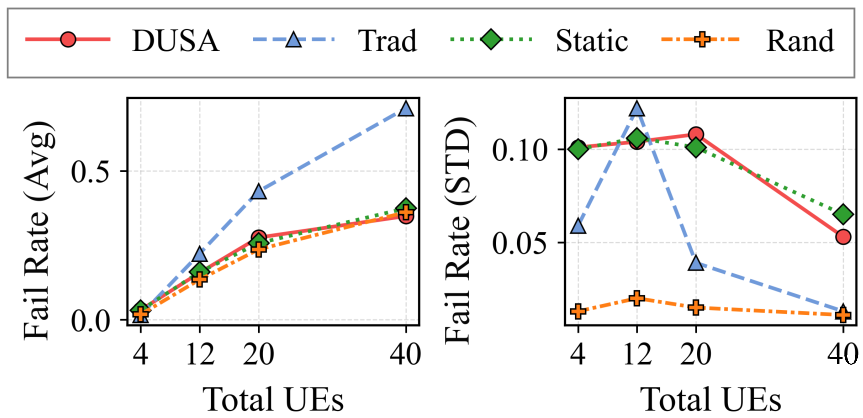 DUSA Trad Static Rand
Fail Rate (Avg)
0.5
0.0
4 12 20 40
Total UEs
Fail Rate (STD)
0.10
0.05
4 12 20 40
Total UEs